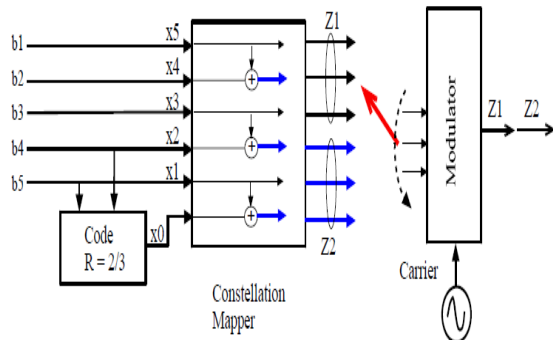 b1 x5
b2 x4
b3 x3
b4 x2
b5 x1
x0
Code
R = 2/3
+
+
+
Constellation
Mapper
Z1
Z2
Modulator
Carrier
Z1 Z2